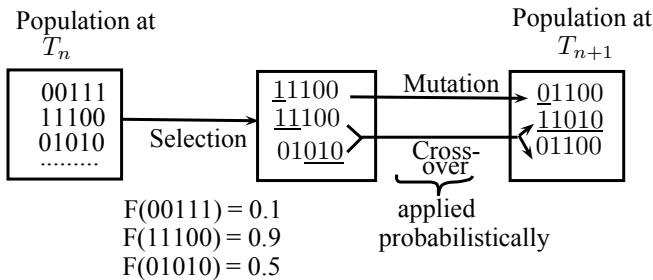 Population at
T_n
00111
11100
01010
.........
Selection
11100
11100
01010
Mutation
Cross-
over
applied
probabilistically
Population at
T_{n+1}
01100
11010
01100
F(00111) = 0.1
F(11100) = 0.9
F(01010) = 0.5